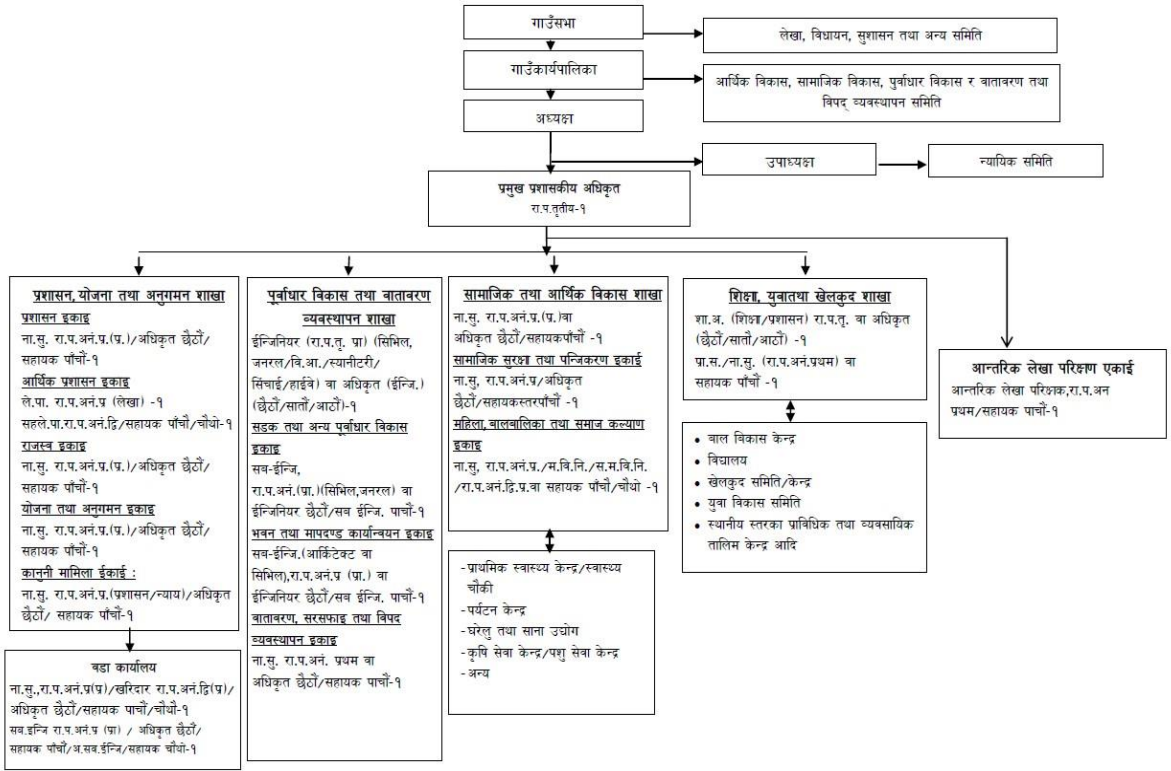 गाउँसभा
लेखा, विधायन, सुशासन तथा अन्य समिति
गाउँकार्यपालिका
आर्थिक विकास, सामाजिक विकास, पुर्वाधार विकास र वातावरण तथा
विपद् व्यवस्थापन समिति
अध्यक्ष
उपाध्यक्ष
न्यायिक समिति
प्रमुख प्रशासकीय अधिकृत
रा.प.तृतीय-१
प्रशासन, योजना तथा अनुगमन शाखा
प्रशासन इकाइ
ना.सु. रा.प.अनं.प्र.(प्र.)/अधिकृत छैठौं/
सहायक पाँचौं-१
आर्थिक प्रशासन इकाइ
ले.पा. रा.प.अनं.प्र (लेखा) -१
सहले.पा.रा.प.अनं.द्वि/सहायक पाँचौ/चौथो-१
राजस्व इकाइ
ना.सु. रा.प.अनं.प्र.(प्र.)/अधिकृत छैठौं/
सहायक पाँचौं-१
योजना तथा अनुगमन इकाइ
ना.सु. रा.प.अनं.प्र.(प्र.)/अधिकृत छैठौं/
सहायक पाँचौं-१
कानुनी मामिला ईकाई :
ना.सु. रा.प.अनं.प्र.(प्रशासन/न्याय)/अधिकृत
छैठौं/ सहायक पाँचौं-१
वडा कार्यालय
ना.सु.,रा.प.अनं.प्र(प्र)/खरिदार रा.प.अनं.द्वि(प्र)/
अधिकृत छैठौं/सहायक पाचौं/चौथौ-१
सव.इन्जि रा.प.अनं.प्र (प्रा) / अधिकृत छैठौं/
सहायक पाँचौं/अ.सव.ईन्जि/सहायक चौथो-१
पूर्वाधार विकास तथा वातावरण
व्यवस्थापन शाखा
ईन्जिनियर (रा.प.तृ. प्रा) (सिभिल,
जनरल/वि.आ./स्यानीटरी/
सिंचाई/हाईवे) वा अधिकृत (ईन्जि.)
(छैठौं/सातौ/आठौं)-१
सडक तथा अन्य पूर्वाधार विकास
इकाइ
सव-ईन्जि,
रा.प.अनं.(प्रा.)(सिभिल,जनरल) वा
ईन्जिनियर छैठौं/सव ईन्जि. पाचौं-१
भवन तथा मापदण्ड कार्यान्वयन इकाइ
सव-ईन्जि.(आर्किटेक्ट वा
सिभिल),रा.प.अनं.प्र (प्रा.) वा
ईन्जिनियर छैठौं/सव ईन्जि. पाचौं-१
वातावरण, सरसफाइ तथा विपद
व्यवस्थापन इकाइ
ना.सु. रा.प.अनं. प्रथम वा
अधिकृत छैठौं/सहायक पाचौं-१
सामाजिक तथा आर्थिक विकास शाखा
ना.सु. रा.प.अनं.प्र.(प्र.)वा
अधिकृत छैठौं/सहायकपाँचौं -१
सामाजिक सुरक्षा तथा पन्जिकरण इकाई
ना.सु, रा.प.अनं.प्र/अधिकृत
छैठौं/सहायकस्तरपाँचौं -१
महिला, बालबालिका तथा समाज कल्याण
इकाइ
ना.सु, रा.प.अनं.प्र./म.वि.नि./स.म.वि.नि.
/रा.प.अनं.द्वि.प्र.वा सहायक पाँचौ/चौथो -१
-प्राथमिक स्वास्थ्य केन्द्र/स्वास्थ्य
चौकी
-पर्यटन केन्द्र
-घरेलु तथा साना उद्योग
-कृषि सेवा केन्द्र/पशु सेवा केन्द्र
-अन्य
शिक्षा, युवातथा खेलकुद शाखा
शा.अ. (शिक्षा/प्रशासन) रा.प.तृ. वा अधिकृत
(छैठौं/सातौ/आठौं) -१
प्रा.स./ना.सु. (रा.प.अनं.प्रथम) वा
सहायक पाँचौं -१
• वाल विकास केन्द्र
• विद्यालय
• खेलकुद समिति/केन्द्र
• युवा विकास समिति
• स्थानीय स्तरका प्राविधिक तथा व्यवसायिक
तालिम केन्द्र आदि
आन्तरिक लेखा परिक्षण एकाई
आन्तरिक लेखा परिक्षक,रा.प.अन
प्रथम/सहायक पाचौं-१